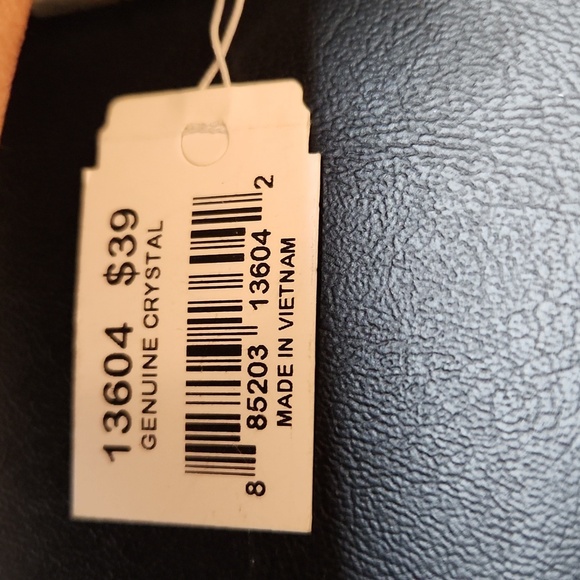 13604 $39
GENUINE CRYSTAL
8 85203 13604 2
MADE IN VIETNAM